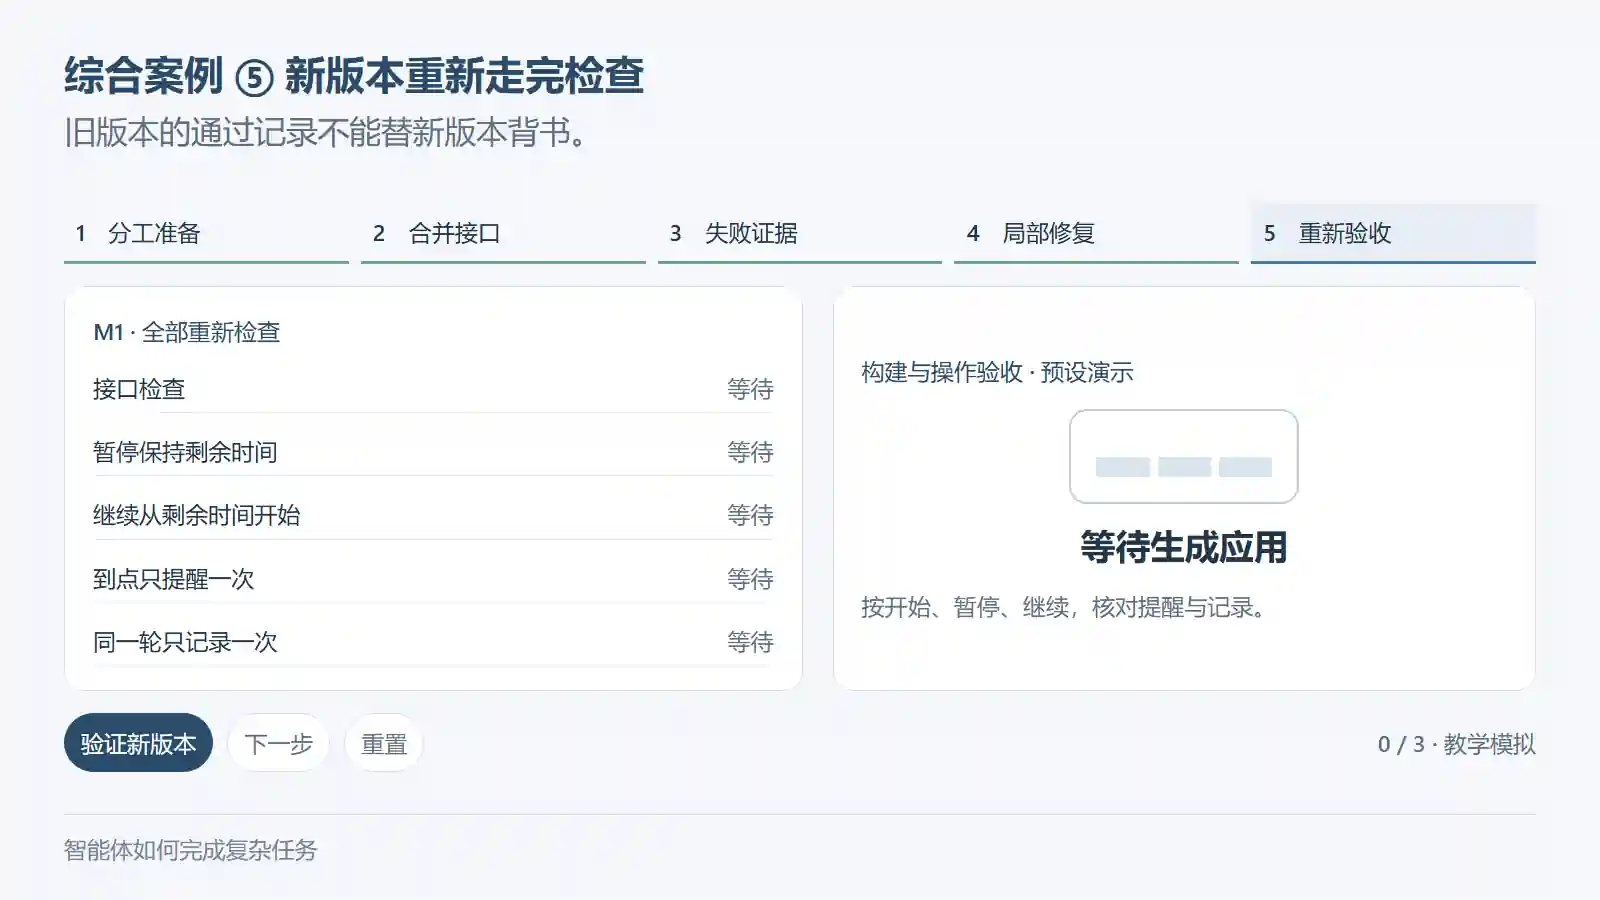 综合案例 ⑤ 新版本重新走完检查
旧版本的通过记录不能替新版本背书。
1 分工准备
2 合并接口
3 失败证据
4 局部修复
5 重新验收
M1 · 全部重新检查
接口检查 等待
暂停保持剩余时间 等待
继续从剩余时间开始 等待
到点只提醒一次 等待
同一轮只记录一次 等待
构建与操作验收 · 预设演示
等待生成应用
按开始、暂停、继续，核对提醒与记录。
验证新版本
下一步
重置
0 / 3 · 教学模拟
智能体如何完成复杂任务